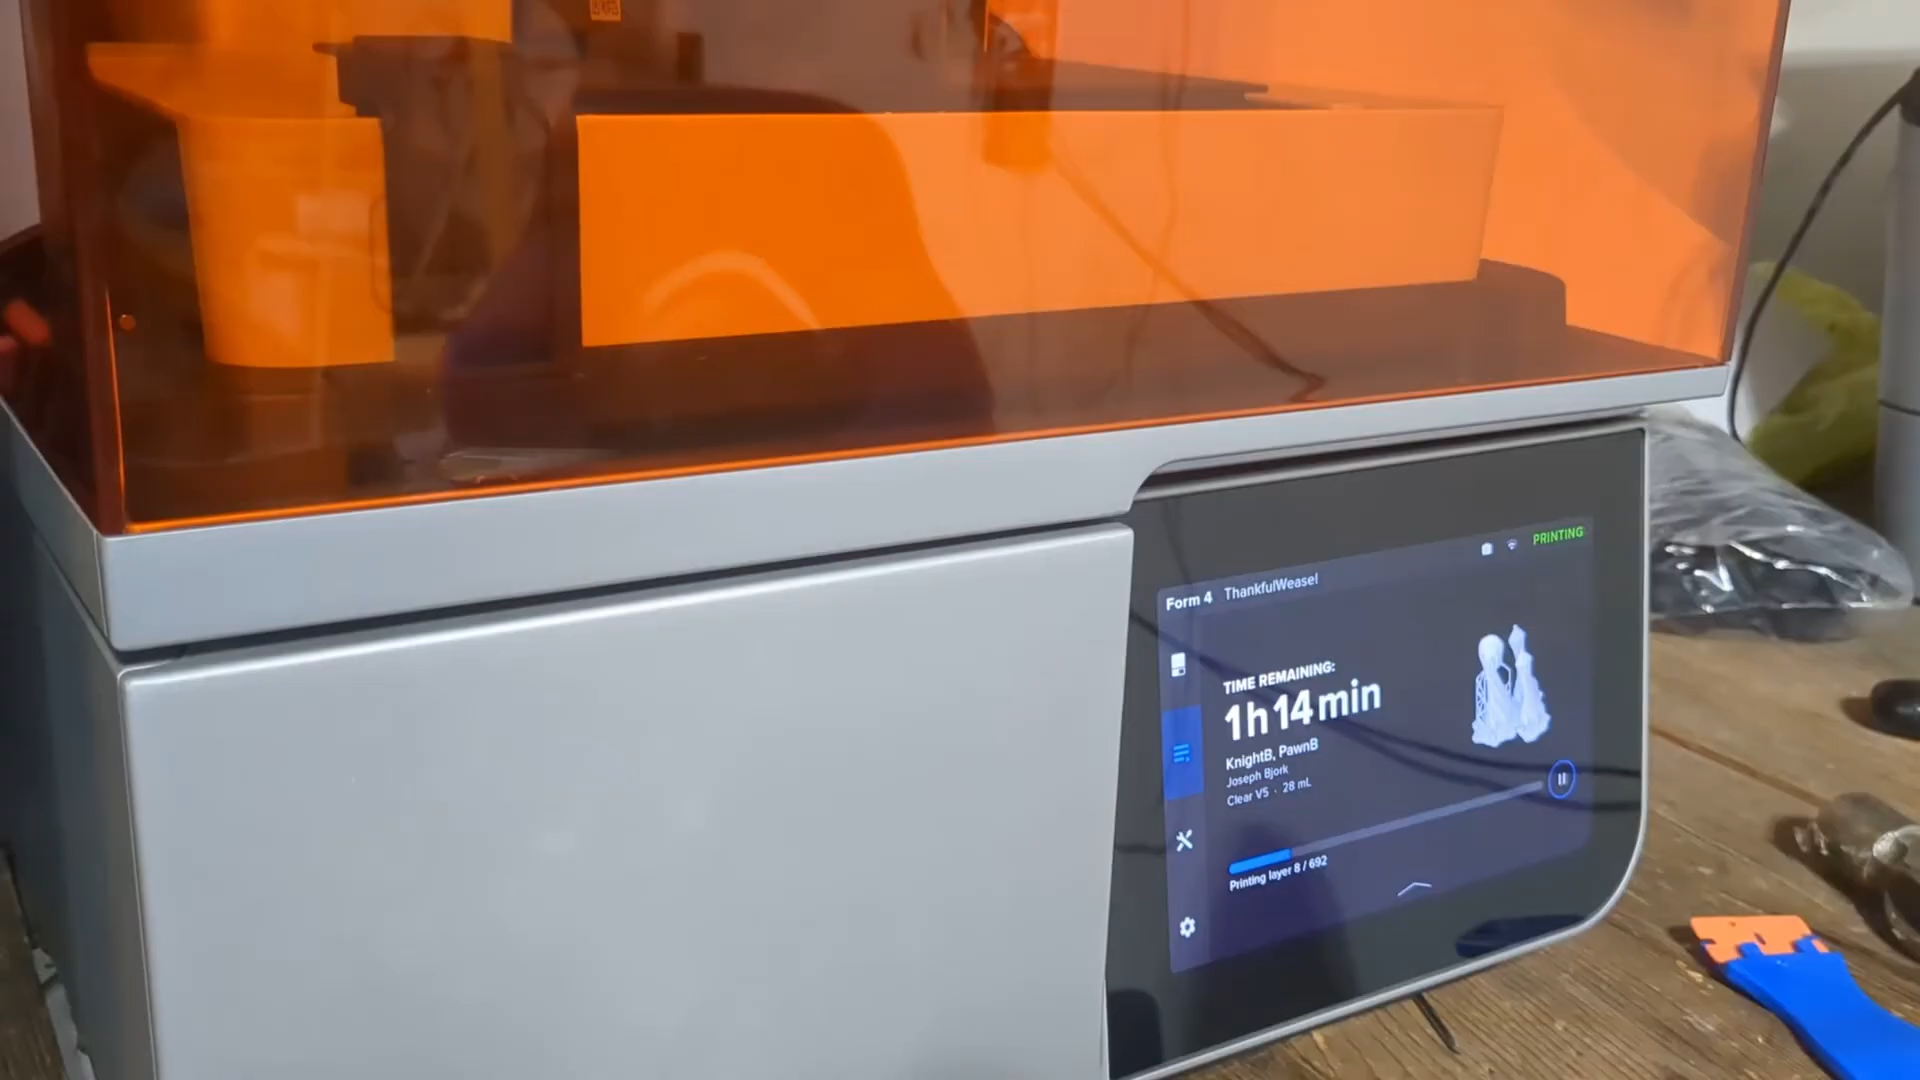 PRINTING
Form 4 ThankfulWeasel
TIME REMAINING:
1h 14 min
KnightB, PawnB
Joseph Bjork
Clear V5 · 28 mL
Printing layer 8 / 692